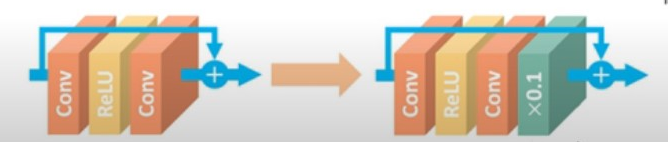 Conv
ReLU
Conv
+
Conv
ReLU
Conv
×0.1
+